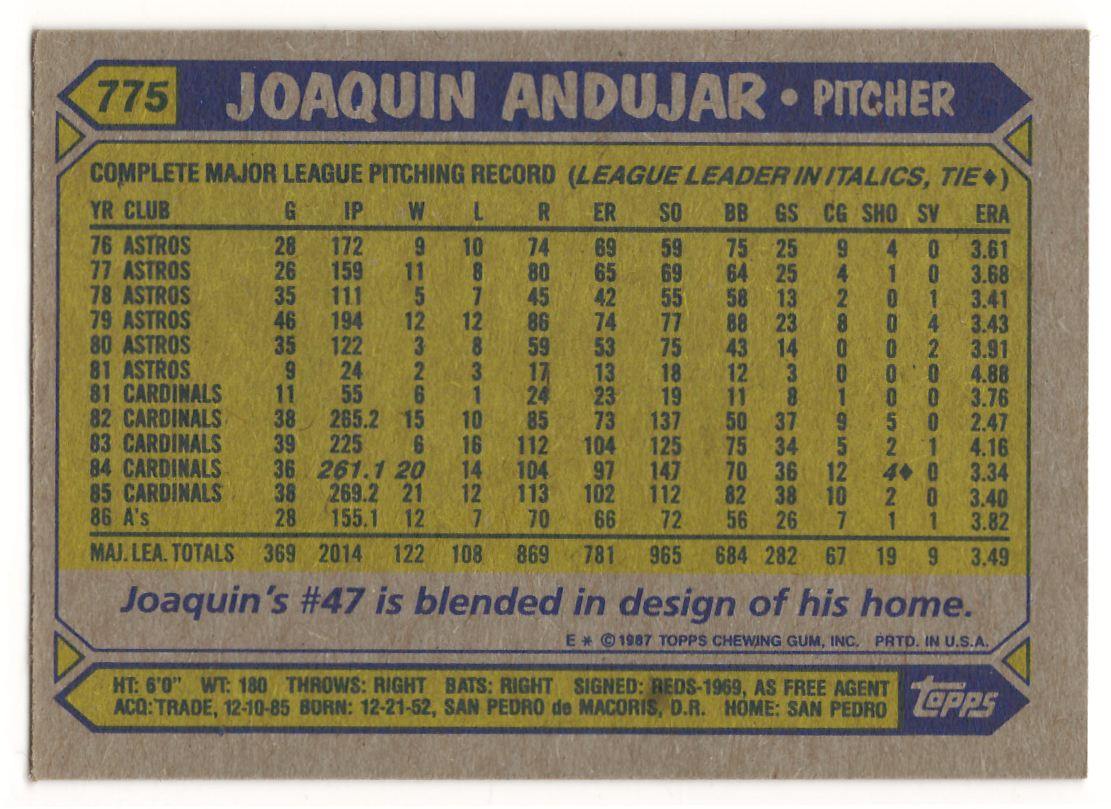 775 JOAQUIN ANDUJAR • PITCHER
COMPLETE MAJOR LEAGUE PITCHING RECORD (LEAGUE LEADER IN ITALICS, TIE♦)
YR CLUB G IP W L R ER SO BB GS CG SHO SV ERA
76 ASTROS 28 172 9 10 74 69 59 75 25 9 4 0 3.61
77 ASTROS 26 159 11 8 80 65 69 64 25 4 1 0 3.68
78 ASTROS 35 111 5 7 45 42 55 58 13 2 0 1 3.41
79 ASTROS 46 194 12 12 86 74 77 88 23 8 0 4 3.43
80 ASTROS 35 122 3 8 59 53 75 43 14 0 0 2 3.91
81 ASTROS 9 24 2 3 17 13 18 12 3 0 0 0 4.88
81 CARDINALS 11 55 6 1 24 23 19 11 8 1 0 0 3.76
82 CARDINALS 38 265.2 15 10 85 73 137 50 37 9 5 0 2.47
83 CARDINALS 39 225 6 16 112 104 125 75 34 5 2 1 4.16
84 CARDINALS 36 261.1 20 14 104 97 147 70 36 12 4♦ 0 3.34
85 CARDINALS 38 269.2 21 12 113 102 112 82 38 10 2 0 3.40
86 A's 28 155.1 12 7 70 66 72 56 26 7 1 1 3.82
MAJ. LEA. TOTALS 369 2014 122 108 869 781 965 684 282 67 19 9 3.49
Joaquin's #47 is blended in design of his home.
E * © 1987 TOPPS CHEWING GUM, INC. PRTD. IN U.S.A.
HT: 6'0" WT: 180 THROWS: RIGHT BATS: RIGHT SIGNED: REDS-1969, AS FREE AGENT
ACQ:TRADE, 12-10-85 BORN: 12-21-52, SAN PEDRO de MACORIS, D.R. HOME: SAN PEDRO
Topps